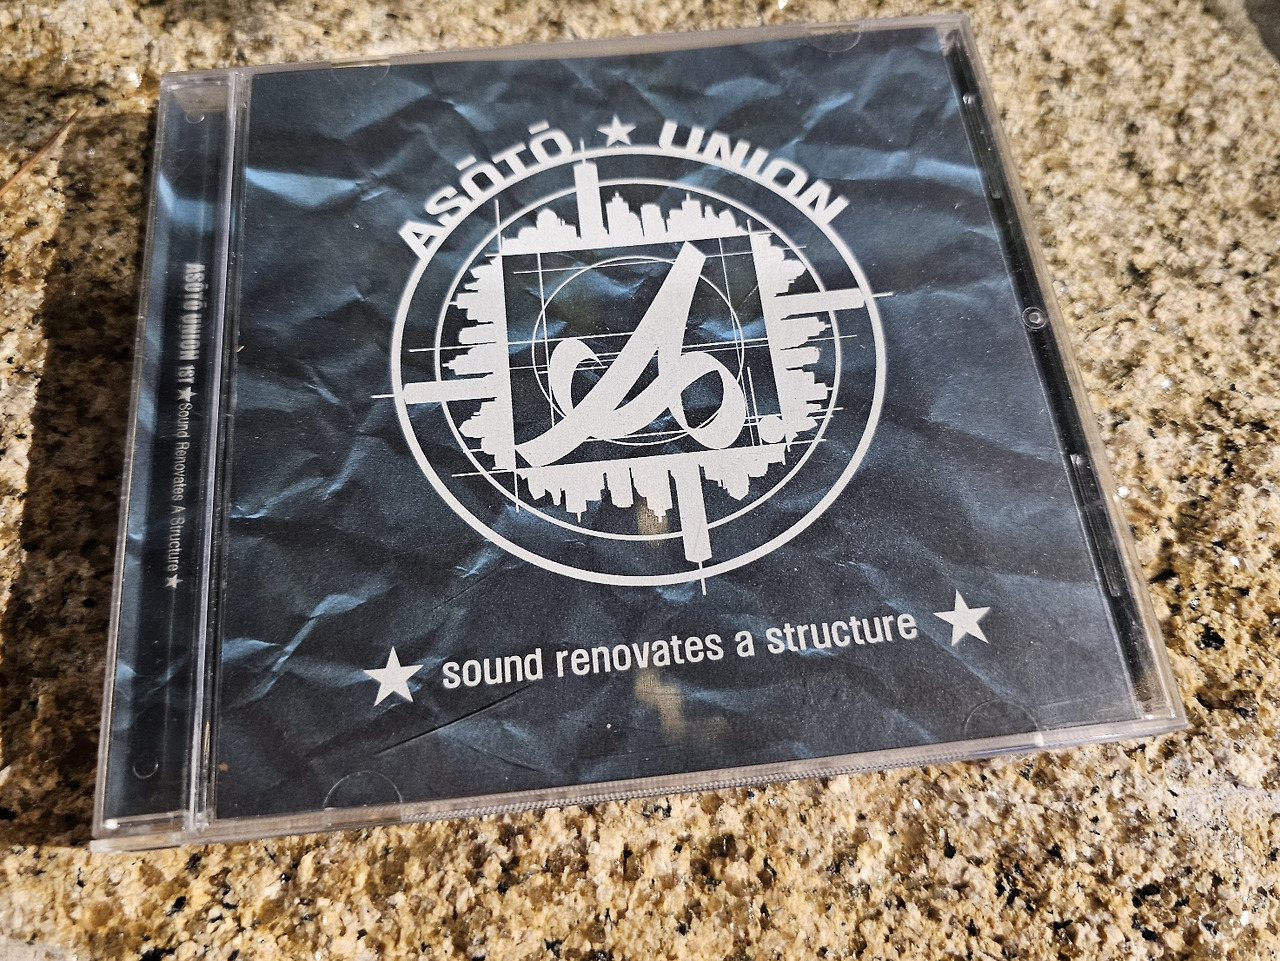 ASŌTŌ ★ UNION
★ sound renovates a structure ★
ASŌTŌ UNION 1ST ★ Sound Renovates A Structure ★